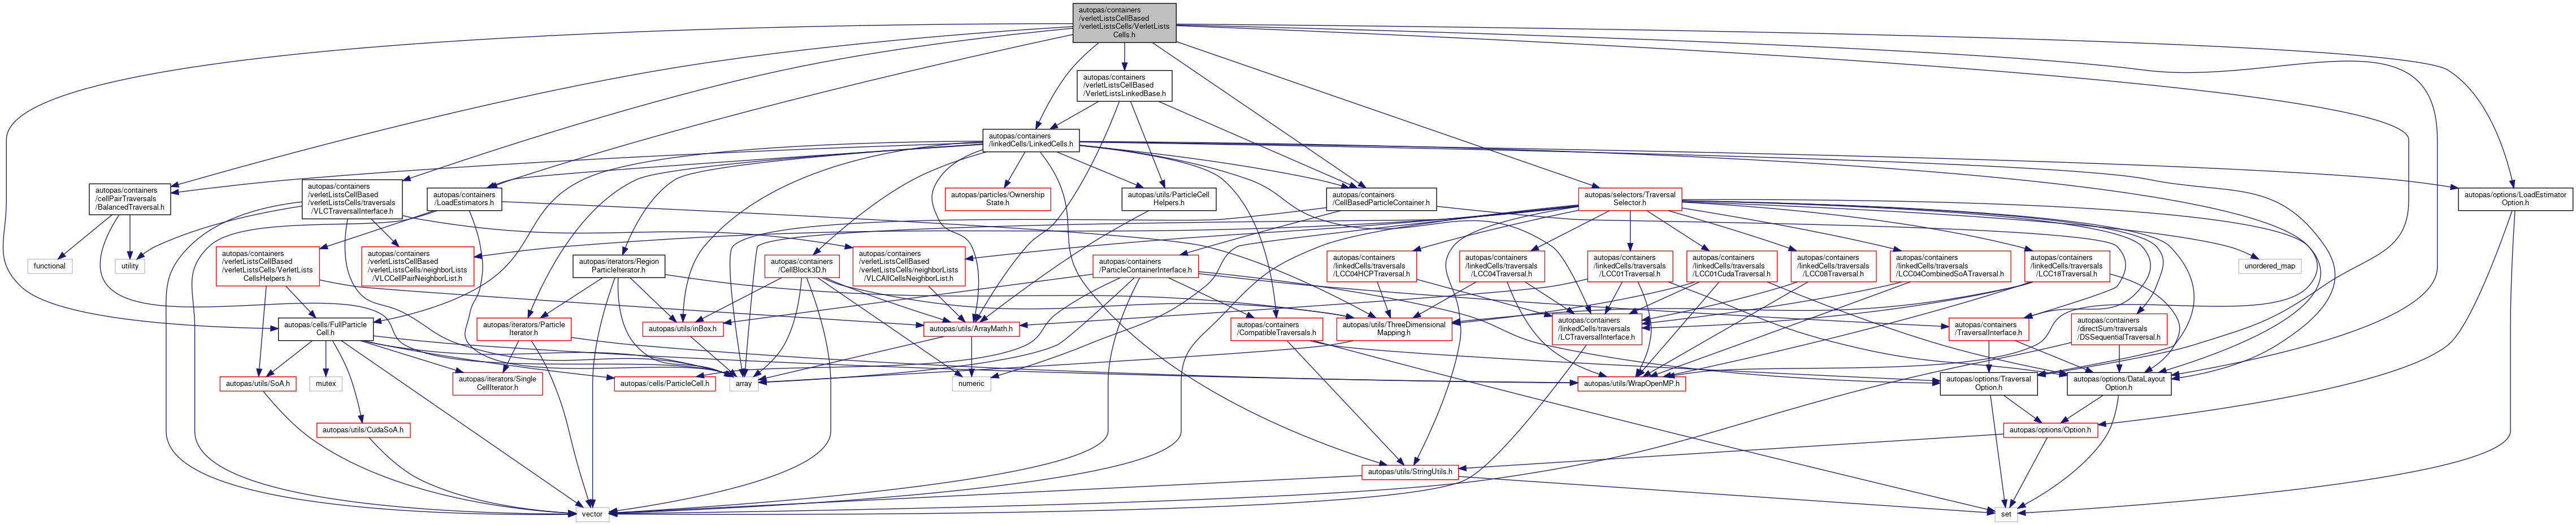 autopas/containers
/verletListsCellBased
/verletListsCells/VerletLists
Cells.h
autopas/containers
/verletListsCellBased
/VerletListsLinkedBase.h
autopas/containers
/linkedCells/LinkedCells.h
autopas/containers
/cellPairTraversals
/BalancedTraversal.h
autopas/containers
/verletListsCellBased
/verletListsCells/traversals
/VLCTraversalInterface.h
autopas/containers
/LoadEstimators.h
autopas/particles/Ownership
State.h
autopas/utils/ParticleCell
Helpers.h
autopas/containers
/CellBasedParticleContainer.h
autopas/selectors/Traversal
Selector.h
autopas/options/LoadEstimator
Option.h
functional
utility
autopas/containers
/verletListsCellBased
/verletListsCells/VerletLists
CellsHelpers.h
autopas/containers
/verletListsCellBased
/verletListsCells/neighborLists
/VLCCellPairNeighborList.h
autopas/iterators/Region
ParticleIterator.h
autopas/containers
/CellBlock3D.h
autopas/containers
/verletListsCellBased
/verletListsCells/neighborLists
/VLCAllCellsNeighborList.h
autopas/containers
/ParticleContainerInterface.h
autopas/containers
/linkedCells/traversals
/LCC04HCPTraversal.h
autopas/containers
/linkedCells/traversals
/LCC04Traversal.h
autopas/containers
/linkedCells/traversals
/LCC01Traversal.h
autopas/containers
/linkedCells/traversals
/LCC01CudaTraversal.h
autopas/containers
/linkedCells/traversals
/LCC08Traversal.h
autopas/containers
/linkedCells/traversals
/LCC04CombinedSoATraversal.h
autopas/containers
/linkedCells/traversals
/LCC18Traversal.h
unordered_map
autopas/cells/FullParticle
Cell.h
autopas/iterators/Particle
Iterator.h
autopas/utils/inBox.h
autopas/utils/ArrayMath.h
autopas/containers
/CompatibleTraversals.h
autopas/utils/ThreeDimensional
Mapping.h
autopas/containers
/linkedCells/traversals
/LCTraversalInterface.h
autopas/containers
/TraversalInterface.h
autopas/containers
/directSum/traversals
/DSSequentialTraversal.h
autopas/utils/SoA.h
mutex
autopas/iterators/Single
CellIterator.h
autopas/cells/ParticleCell.h
array
numeric
autopas/utils/WrapOpenMP.h
autopas/options/Traversal
Option.h
autopas/options/DataLayout
Option.h
autopas/utils/CudaSoA.h
autopas/options/Option.h
autopas/utils/StringUtils.h
vector
set